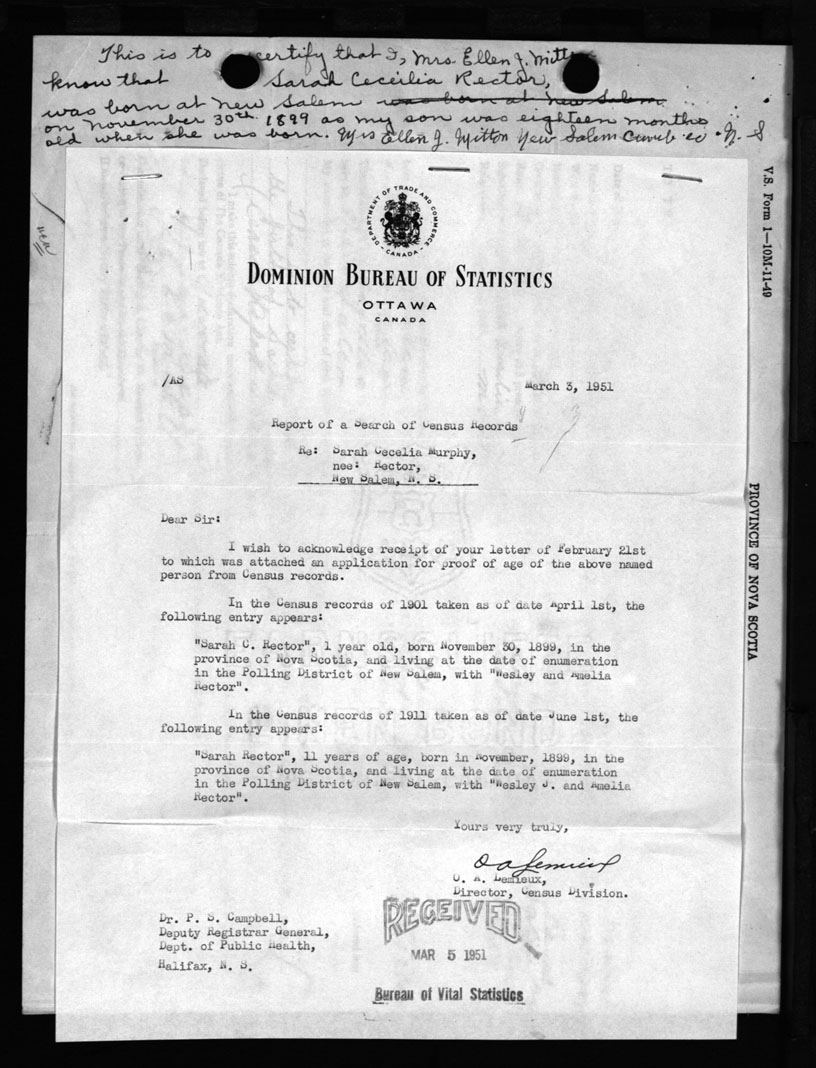 This is to certify that I, Mrs. Ellen J. Mitt
know that Sarah Cecilia Rector,
was born at New Salem was born at New Salem
on November 30th 1899 as my son was eighteen months
old when she was born. Mrs Ellen J. Mitton New Salem Cumb. co. N. S
new
DEPARTMENT OF TRADE AND COMMERCE
CANADA
DOMINION BUREAU OF STATISTICS
OTTAWA
CANADA
/AS
March 3, 1951
Report of a Search of Census Records
Re: Sarah Cecelia Murphy,
nee: Rector,
New Salem, N. S.
Dear Sir:
I wish to acknowledge receipt of your letter of February 21st
to which was attached an application for proof of age of the above named
person from Census records.
In the Census records of 1901 taken as of date April 1st, the
following entry appears:
"Sarah C. Rector", 1 year old, born November 30, 1899, in the
province of Nova Scotia, and living at the date of enumeration
in the Polling District of New Salem, with "Wesley and Amelia
Rector".
In the Census records of 1911 taken as of date June 1st, the
following entry appears:
"Sarah Rector", 11 years of age, born in November, 1899, in the
province of Nova Scotia, and living at the date of enumeration
in the Polling District of New Salem, with "Wesley J. and Amelia
Rector".
Yours very truly,
O A Lemieux
O. A. Lemieux,
Director, Census Division.
Dr. P. S. Campbell,
Deputy Registrar General,
Dept. of Public Health,
Halifax, N. S.
RECEIVED
MAR 5 1951
Bureau of Vital Statistics
V.S. Form 1—10M-11-49
PROVINCE OF NOVA SCOTIA